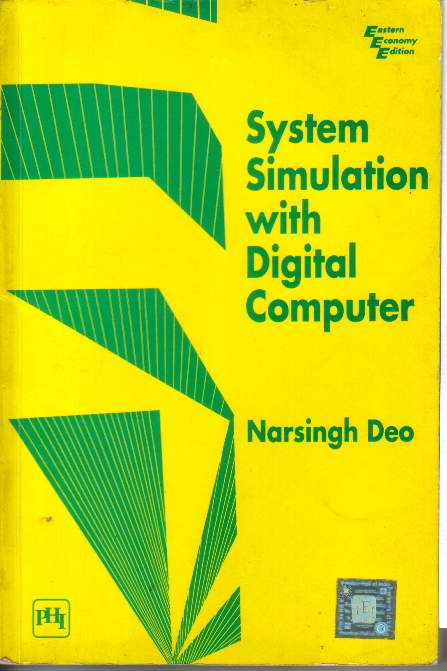 Eastern
Economy
Edition
System
Simulation
with
Digital
Computer
Narsingh Deo
PHI